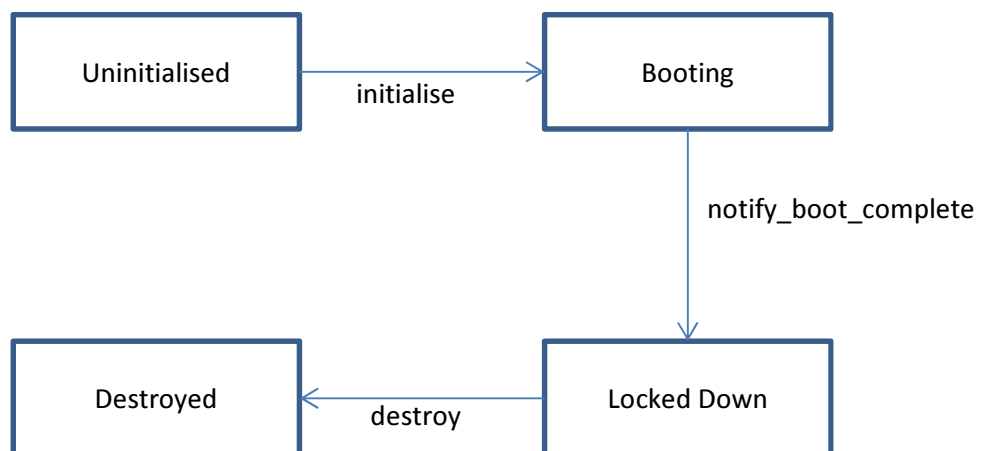 Uninitialised
Booting
initialise
notify_boot_complete
Destroyed
Locked Down
destroy